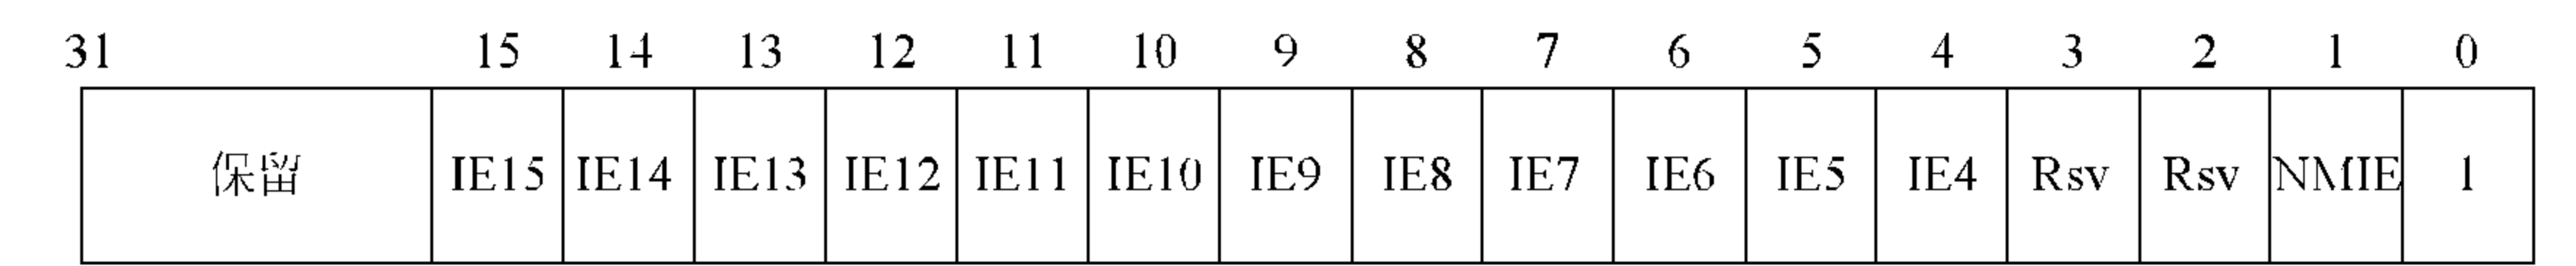 31 15 14 13 12 11 10 9 8 7 6 5 4 3 2 1 0
保留 IE15 IE14 IE13 IE12 IE11 IE10 IE9 IE8 IE7 IE6 IE5 IE4 Rsv Rsv NMIE 1